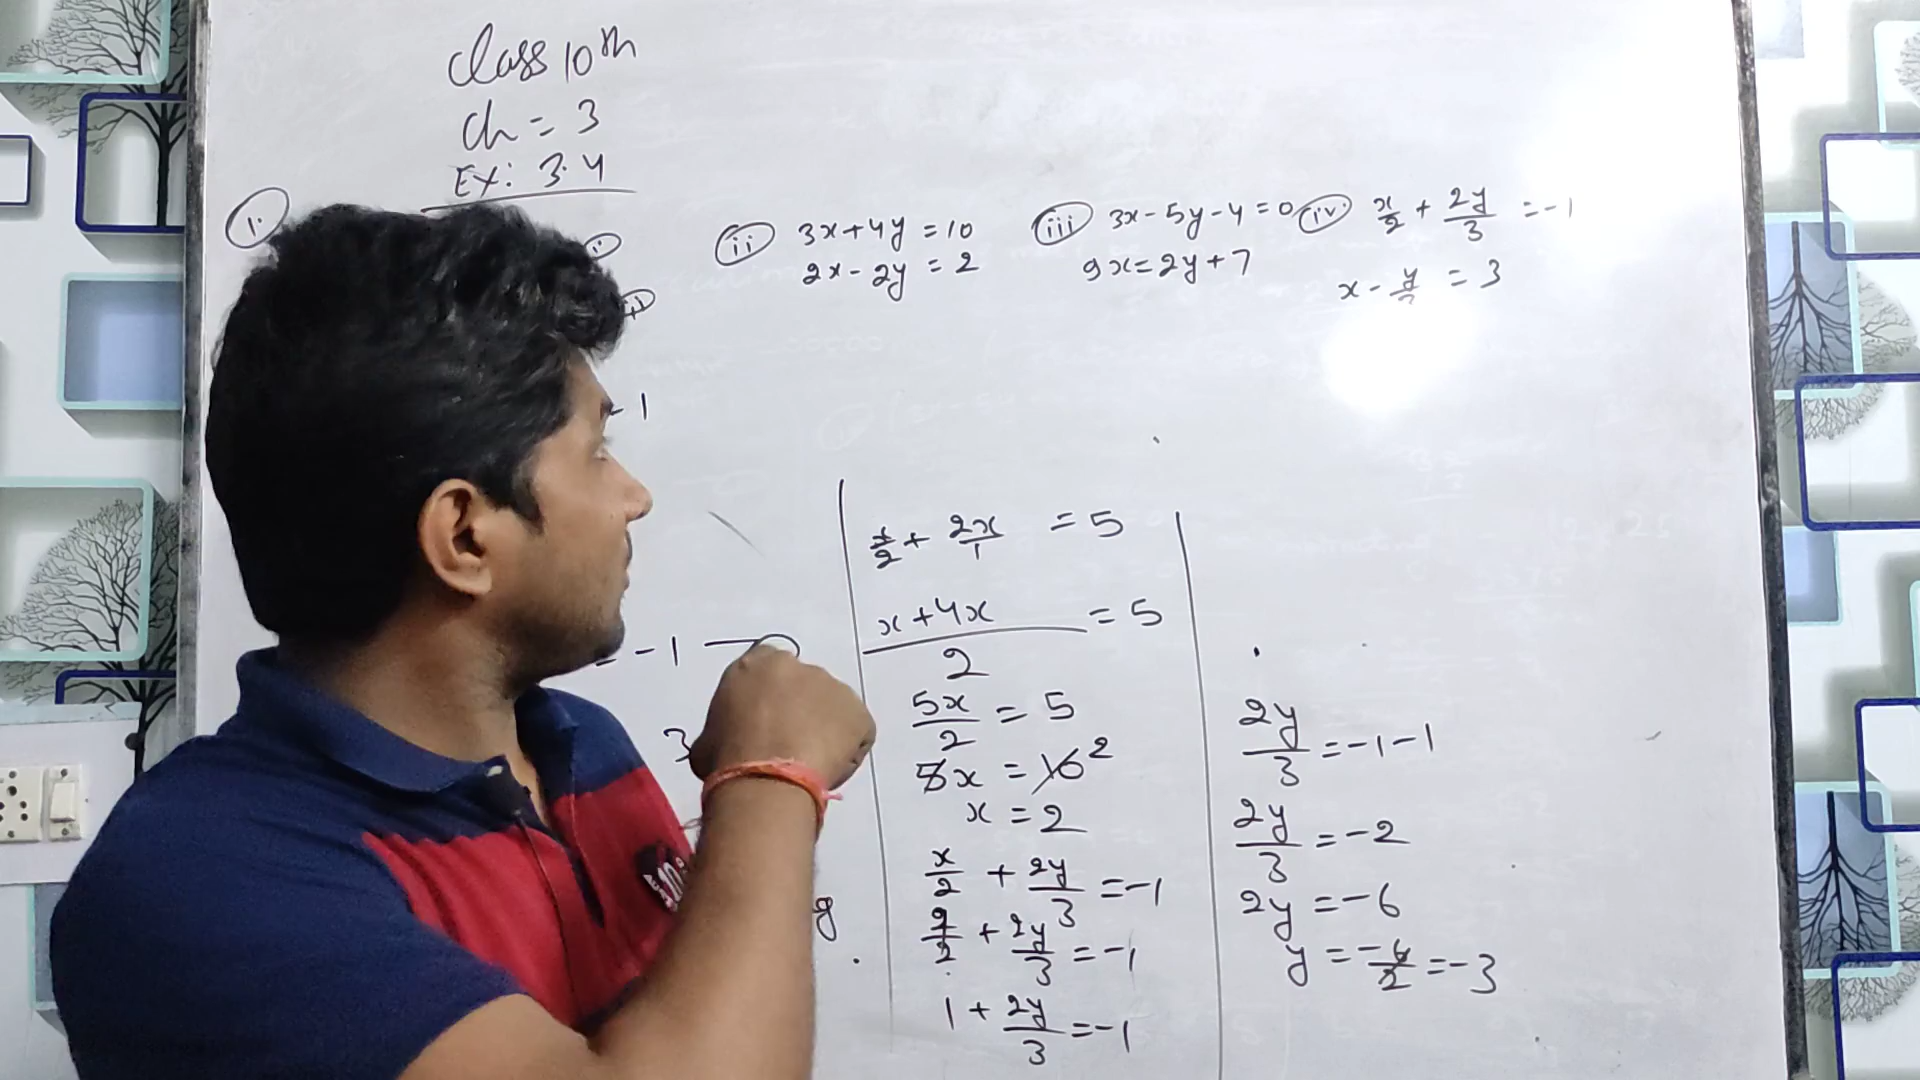 Class 10th
Ch = 3
Ex: 3.4
i.
ii 3x+4y = 10
2x - 2y = 2
iii 3x - 5y - 4 = 0
9x = 2y + 7
iv. x/2 + 2y/3 = -1
x - y/3 = 3
- 1
= -1
3
y
x/2 + 2x/1 = 5
x+4x/2 = 5
5x/2 = 5
5x = 10 2
x = 2
x/2 + 2y/3 = -1
2/2 + 2y/3 = -1
1 + 2y/3 = -1
2y/3 = -1-1
2y/3 = -2
2y = -6
y = -6/2 = -3